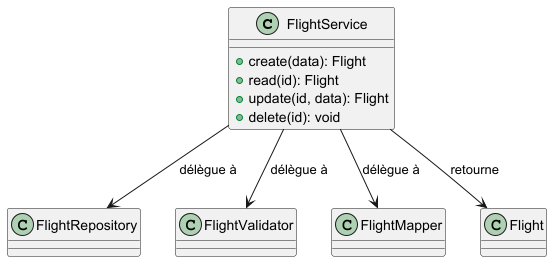 C FlightService
create(data): Flight
read(id): Flight
update(id, data): Flight
delete(id): void
délègue à
délègue à
délègue à
retourne
C FlightRepository
C FlightValidator
C FlightMapper
C Flight